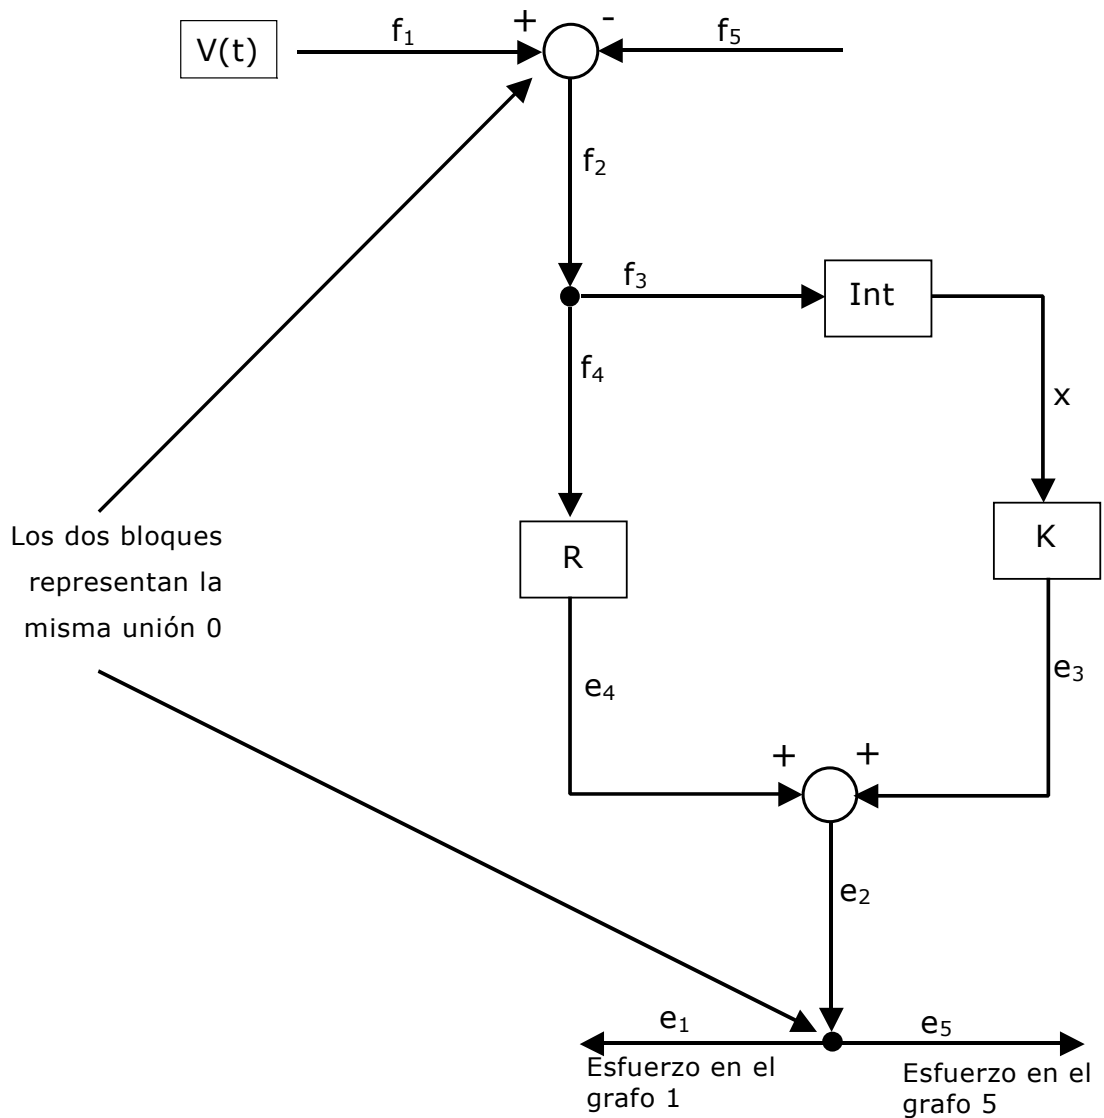 V(t)
f₁
+
-
f₅
f₂
f₃
Int
f₄
x
Los dos bloques
representan la
misma unión 0
R
K
e₄
e₃
+
+
e₂
e₁
e₅
Esfuerzo en el
grafo 1
Esfuerzo en el
grafo 5